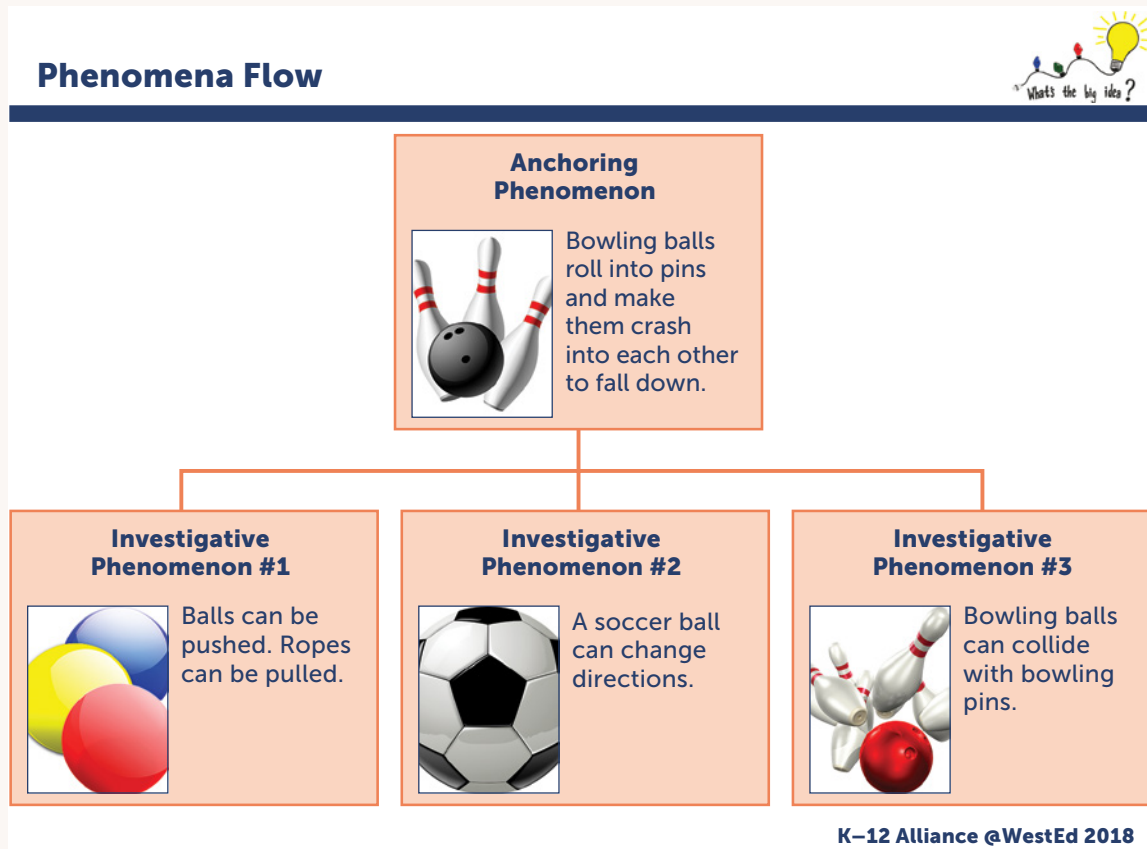 Phenomena Flow
What's the big idea?
Anchoring
Phenomenon
Bowling balls
roll into pins
and make
them crash
into each other
to fall down.
Investigative
Phenomenon #1
Balls can be
pushed. Ropes
can be pulled.
Investigative
Phenomenon #2
A soccer ball
can change
directions.
Investigative
Phenomenon #3
Bowling balls
can collide
with bowling
pins.
K–12 Alliance @WestEd 2018